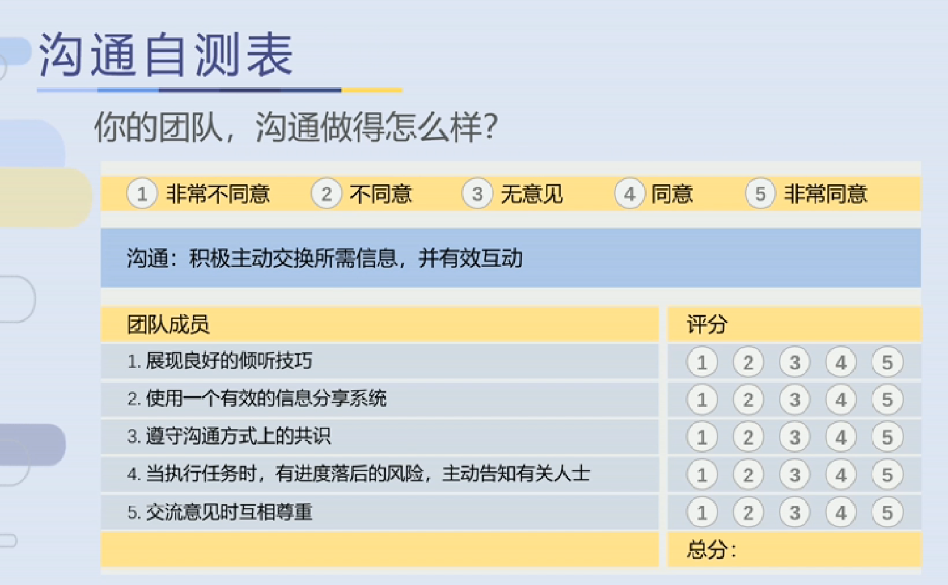 沟通自测表
你的团队，沟通做得怎么样？
1 非常不同意 2 不同意 3 无意见 4 同意 5 非常同意
沟通：积极主动交换所需信息，并有效互动
团队成员 评分
1. 展现良好的倾听技巧 1 2 3 4 5
2. 使用一个有效的信息分享系统 1 2 3 4 5
3. 遵守沟通方式上的共识 1 2 3 4 5
4. 当执行任务时，有进度落后的风险，主动告知有关人士 1 2 3 4 5
5. 交流意见时互相尊重 1 2 3 4 5
总分：